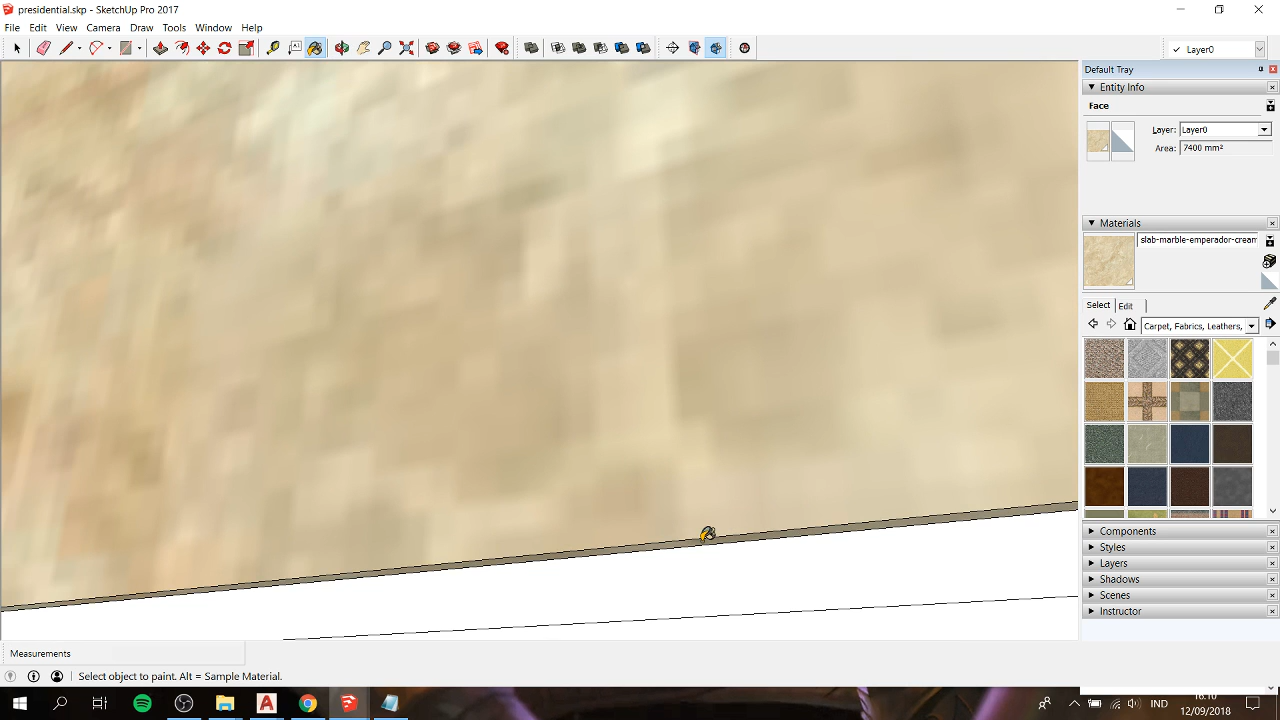 presidential.skp - SketchUp Pro 2017
File Edit View Camera Draw Tools Window Help
Layer0
Default Tray
Entity Info
Face
Layer: Layer0
Area: 7400 mm²
Materials
slab-marble-emperador-cream
Select Edit
Carpet, Fabrics, Leathers,
Components
Styles
Layers
Shadows
Scenes
Instructor
Measurements
Select object to paint. Alt = Sample Material.
IND
16:10
12/09/2018